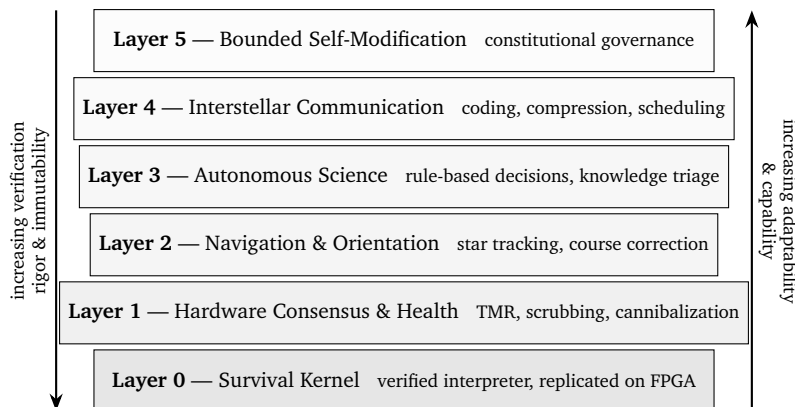 Layer 5 — Bounded Self-Modification constitutional governance
Layer 4 — Interstellar Communication coding, compression, scheduling
Layer 3 — Autonomous Science rule-based decisions, knowledge triage
Layer 2 — Navigation & Orientation star tracking, course correction
Layer 1 — Hardware Consensus & Health TMR, scrubbing, cannibalization
Layer 0 — Survival Kernel verified interpreter, replicated on FPGA
increasing verification
rigor & immutability
increasing adaptability
& capability